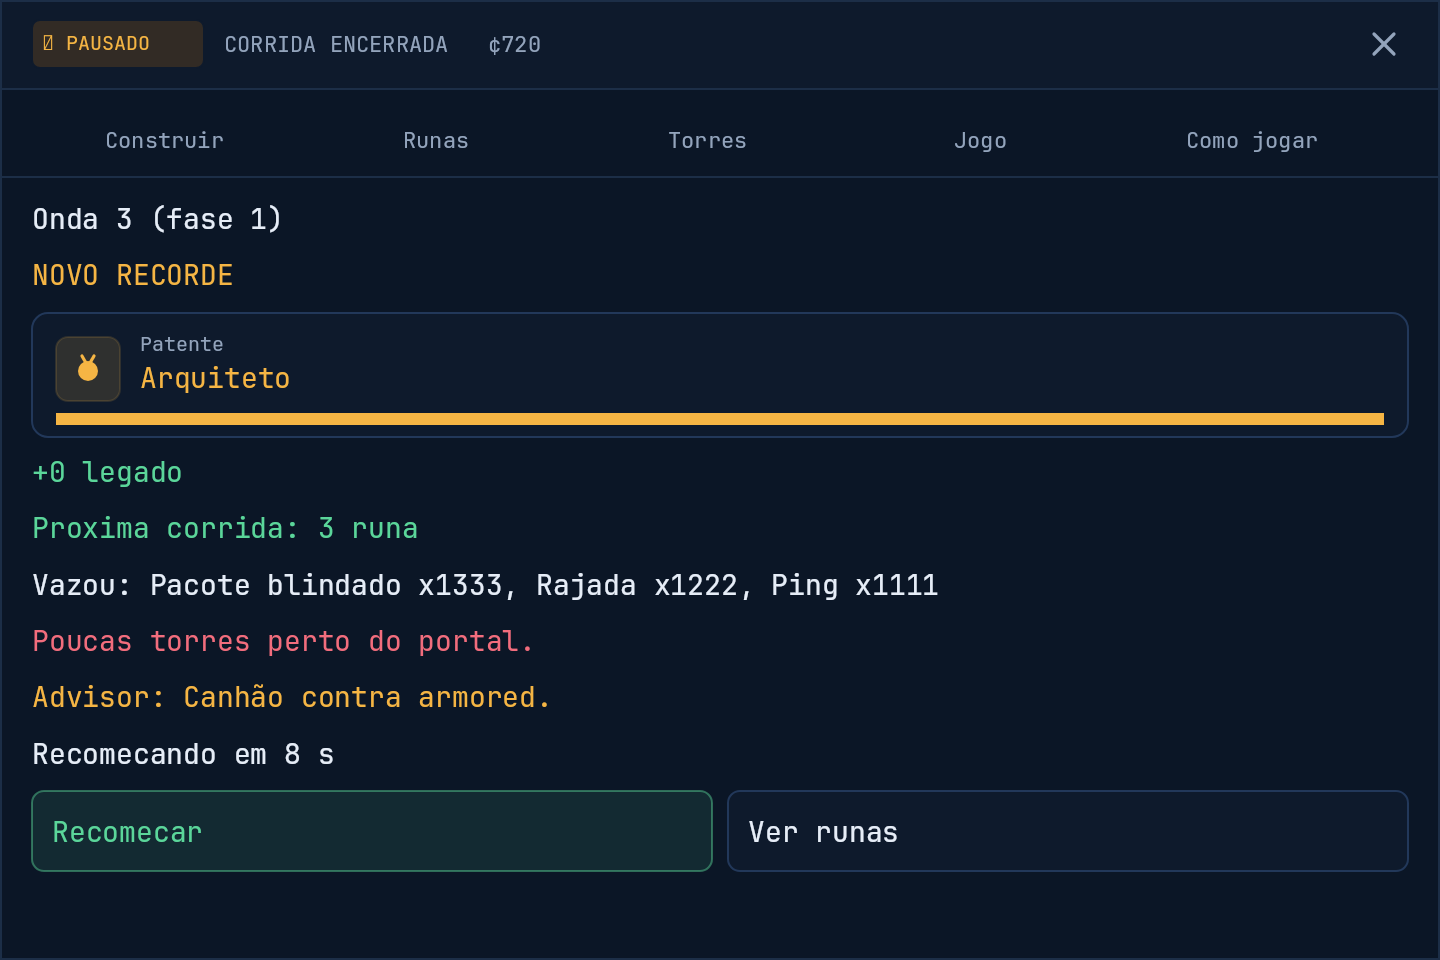 PAUSADO CORRIDA ENCERRADA ¢720
Construir Runas Torres Jogo Como jogar
Onda 3 (fase 1)
NOVO RECORDE
Patente
Arquiteto
+0 legado
Proxima corrida: 3 runa
Vazou: Pacote blindado x1333, Rajada x1222, Ping x1111
Poucas torres perto do portal.
Advisor: Canhão contra armored.
Recomecando em 8 s
Recomecar Ver runas